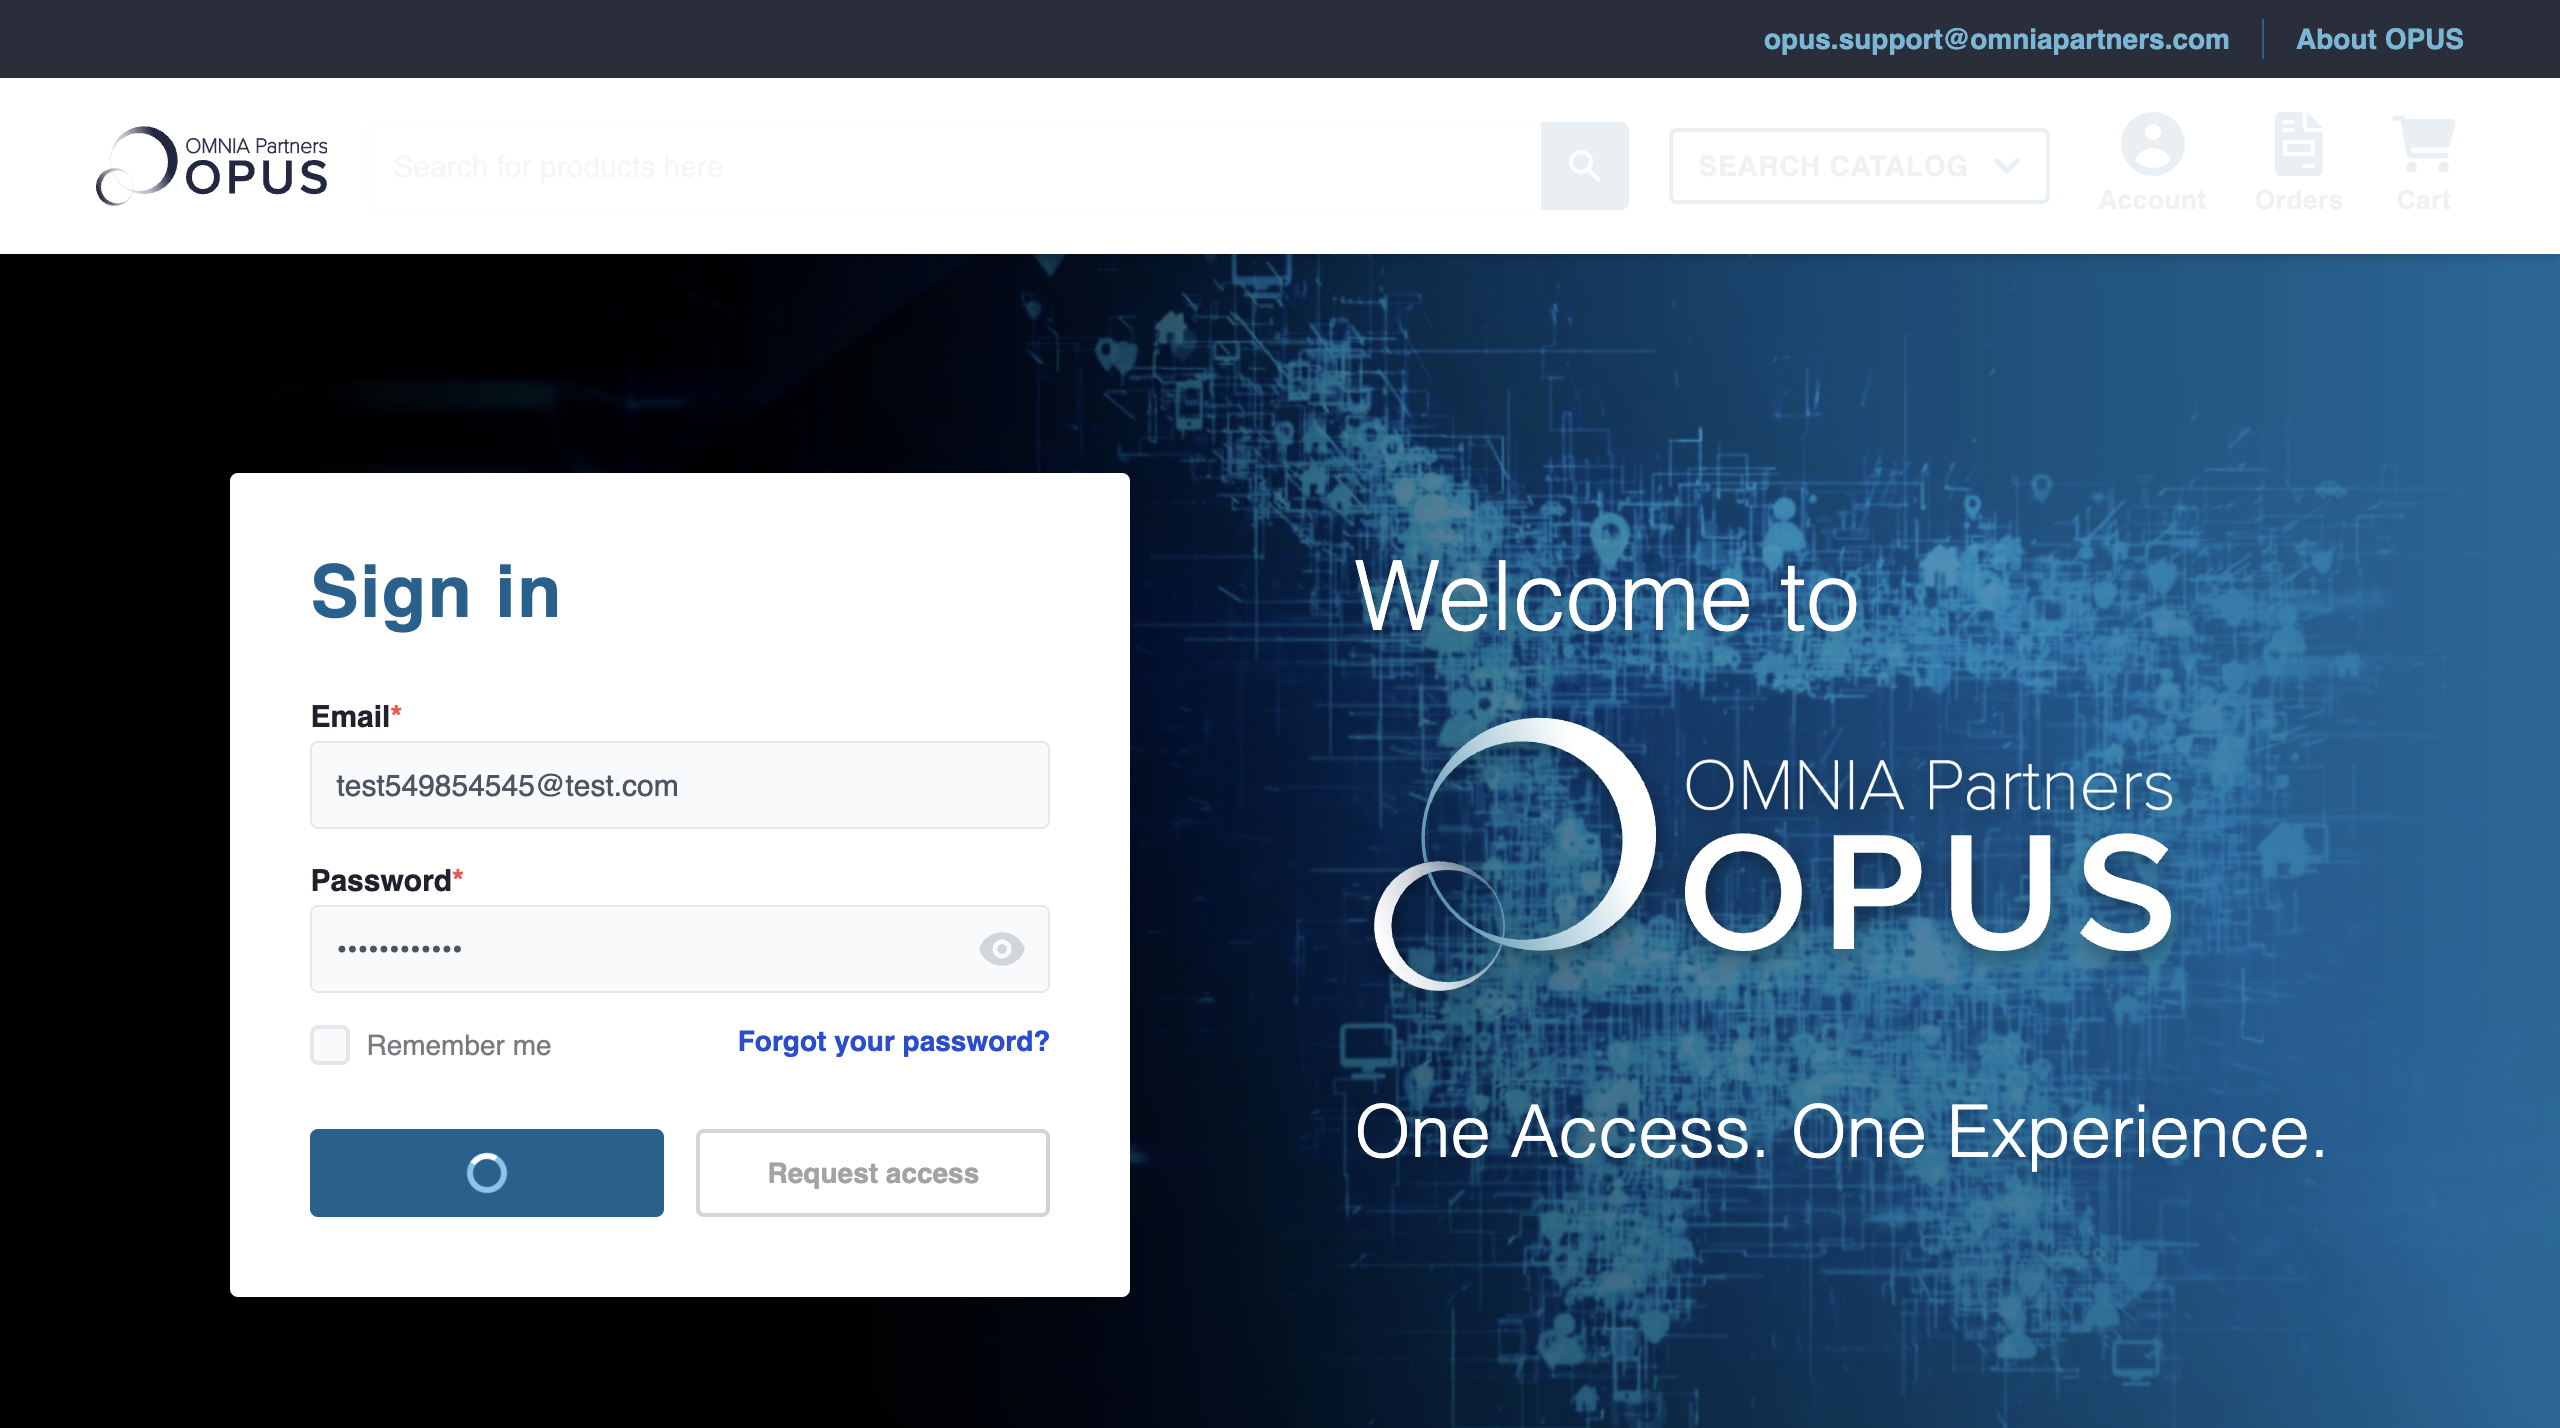 opus.support@omniapartners.com
About OPUS
OMNIA Partners
OPUS
Search for products here
SEARCH CATALOG
Account
Orders
Cart
Sign in
Email*
test549854545@test.com
Password*
••••••••••••
Remember me
Forgot your password?
Request access
Welcome to
OMNIA Partners
OPUS
One Access. One Experience.